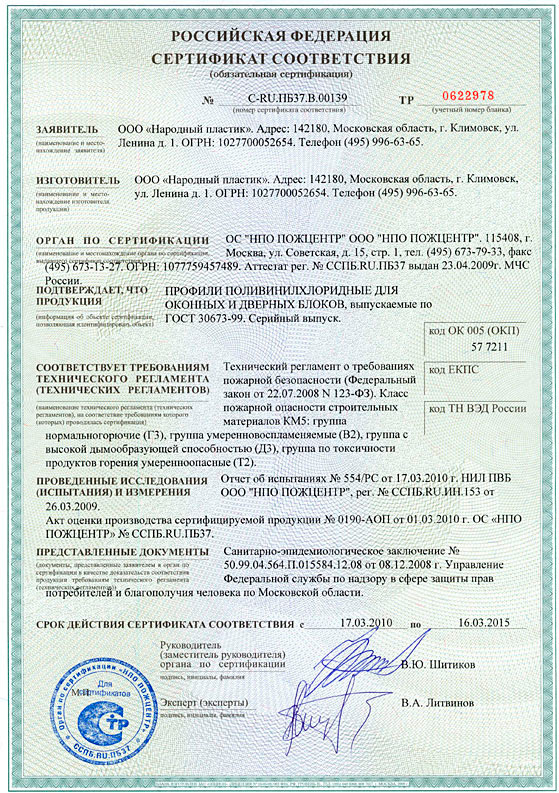 РОССИЙСКАЯ ФЕДЕРАЦИЯ
СЕРТИФИКАТ СООТВЕТСТВИЯ
(обязательная сертификация)
№ C-RU.ПБ37.В.00139 ТР 0622978
(номер сертификата соответствия) (учетный номер бланка)
ЗАЯВИТЕЛЬ ООО «Народный пластик». Адрес: 142180, Московская область, г. Климовск, ул.
(наименование и место-
нахождение заявителя)
Ленина д. 1. ОГРН: 1027700052654. Телефон (495) 996-63-65.
ИЗГОТОВИТЕЛЬ ООО «Народный пластик». Адрес: 142180, Московская область, г. Климовск,
(наименование и место-
нахождение изготовителя
продукции)
ул. Ленина д. 1. ОГРН: 1027700052654. Телефон (495) 996-63-65.
ОРГАН ПО СЕРТИФИКАЦИИ ОС "НПО ПОЖЦЕНТР" ООО "НПО ПОЖЦЕНТР". 115408, г.
(наименование и местонахождение органа по сертификации,
выдавшего сертификат соответствия)
Москва, ул. Советская, д. 15, стр. 1, тел. (495) 673-79-33, факс
(495) 673-13-27. ОГРН: 1077759457489. Аттестат рег. № ССПБ.RU.ПБ37 выдан 23.04.2009г. МЧС
России.
ПОДТВЕРЖДАЕТ, ЧТО
ПРОДУКЦИЯ
(информация об объекте сертификации,
позволяющая идентифицировать объект)
ПРОФИЛИ ПОЛИВИНИЛХЛОРИДНЫЕ ДЛЯ
ОКОННЫХ И ДВЕРНЫХ БЛОКОВ, выпускаемые по
ГОСТ 30673-99. Серийный выпуск.
код ОК 005 (ОКП)
57 7211
код ЕКПС
код ТН ВЭД России
СООТВЕТСТВУЕТ ТРЕБОВАНИЯМ
ТЕХНИЧЕСКОГО РЕГЛАМЕНТА
(ТЕХНИЧЕСКИХ РЕГЛАМЕНТОВ)
(наименование технического регламента (технических
регламентов), на соответствие требованиям которого
(которых) проводилась сертификация)
Технический регламент о требованиях
пожарной безопасности (Федеральный
закон от 22.07.2008 N 123-ФЗ). Класс
пожарной опасности строительных
материалов КМ5: группа
нормальногорючие (Г3), группа умеренновоспламеняемые (В2), группа с
высокой дымообразующей способностью (Д3), группа по токсичности
продуктов горения умеренноопасные (Т2).
ПРОВЕДЕННЫЕ ИССЛЕДОВАНИЯ
(ИСПЫТАНИЯ) И ИЗМЕРЕНИЯ
Отчет об испытаниях № 554/РС от 17.03.2010 г. НИЛ ПВБ
ООО "НПО ПОЖЦЕНТР", рег. № ССПБ.RU.ИН.153 от
26.03.2009.
Акт оценки производства сертифицируемой продукции № 0190-АОП от 01.03.2010 г. ОС «НПО
ПОЖЦЕНТР» № ССПБ.RU.ПБ37.
ПРЕДСТАВЛЕННЫЕ ДОКУМЕНТЫ
(документы, представленные заявителем в орган по
сертификации в качестве доказательств соответствия
продукции требованиям технического регламента
(технических регламентов))
Санитарно-эпидемиологическое заключение №
50.99.04.564.П.015584.12.08 от 08.12.2008 г. Управление
Федеральной службы по надзору в сфере защиты прав
потребителей и благополучия человека по Московской области.
СРОК ДЕЙСТВИЯ СЕРТИФИКАТА СООТВЕТСТВИЯ с 17.03.2010 по 16.03.2015
Руководитель
(заместитель руководителя)
органа по сертификации
подпись, инициалы, фамилия
В.Ю. Шитиков
Эксперт (эксперты)
подпись, инициалы, фамилия
В.А. Литвинов
М.П.
Орган по сертификации «НПО ПОЖЦЕНТР»
Для
сертификатов
ССПБ.RU.ПБ37